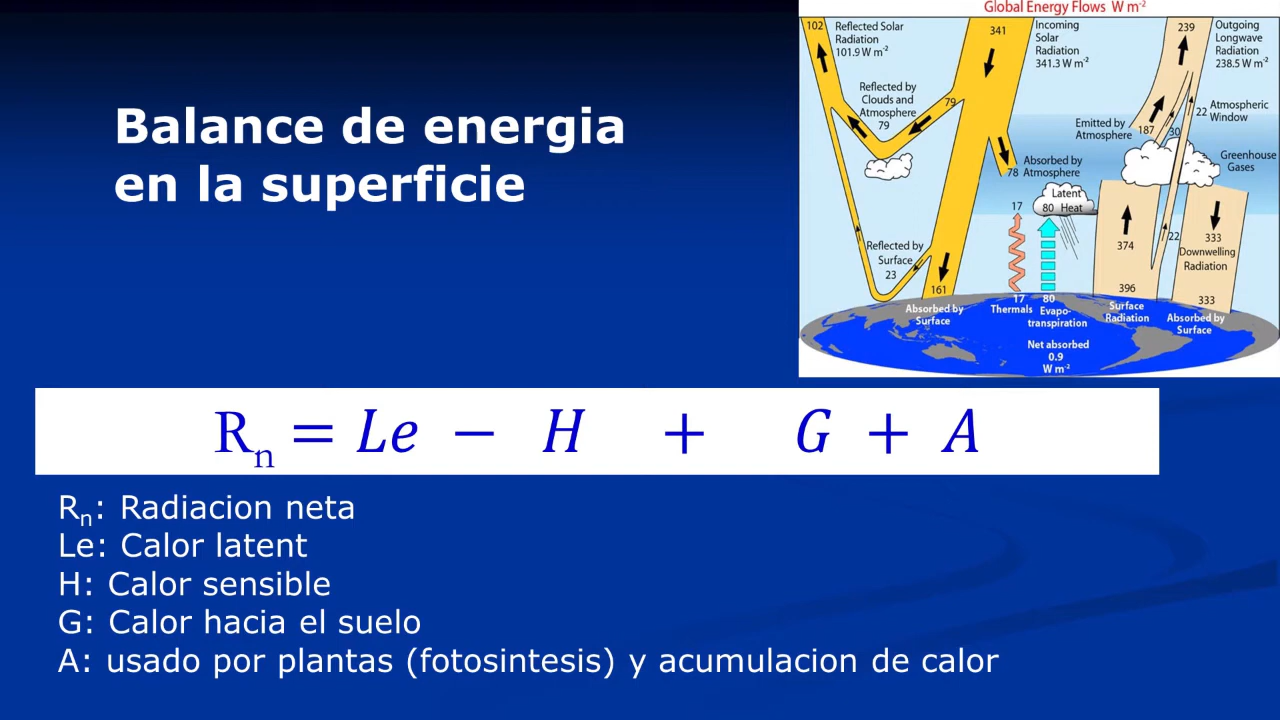 Global Energy Flows W m-2
102
Reflected Solar
Radiation
101.9 W m-2
341
Incoming
Solar
Radiation
341.3 W m-2
239
Outgoing
Longwave
Radiation
238.5 W m-2
Balance de energia
en la superficie
Reflected by
Clouds and
Atmosphere
79
79
Emitted by
Atmosphere
187
30
22
Atmospheric
Window
Greenhouse
Gases
78
Absorbed by
Atmosphere
Latent
80 Heat
17
374
22
333
Downwelling
Radiation
Reflected by
Surface
23
161
396
333
Absorbed by
Surface
17
Thermals
80
Evapo-
transpiration
Surface
Radiation
Absorbed by
Surface
Net absorbed
0.9
W m-2
Rn = Le − H + G + A
Rn: Radiacion neta
Le: Calor latent
H: Calor sensible
G: Calor hacia el suelo
A: usado por plantas (fotosintesis) y acumulacion de calor